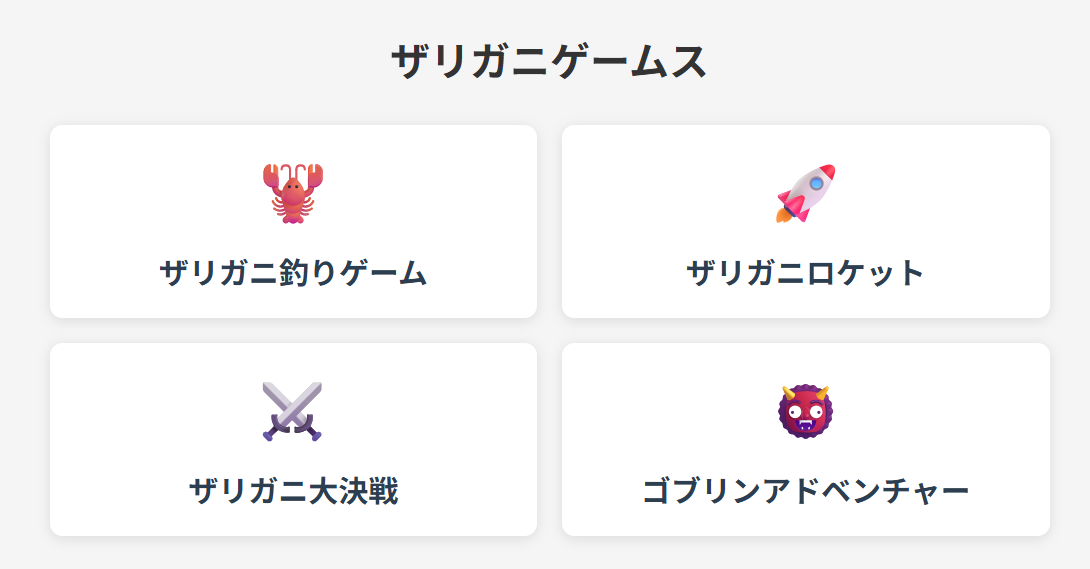 ザリガニゲームス
ザリガニ釣りゲーム
ザリガニロケット
ザリガニ大決戦
ゴブリンアドベンチャー